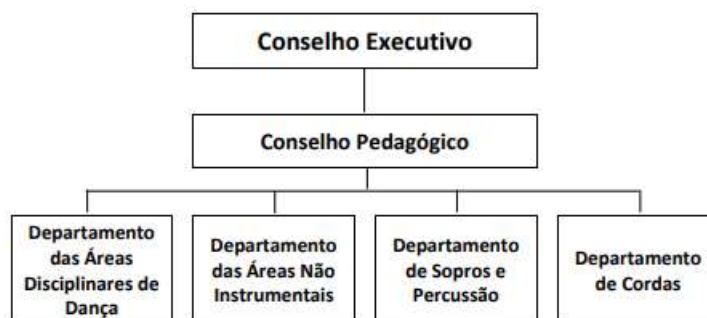 Conselho Executivo
Conselho Pedagógico
Departamento
das Áreas
Disciplinares de
Dança
Departamento
das Áreas Não
Instrumentais
Departamento
de Sopros e
Percussão
Departamento
de Cordas